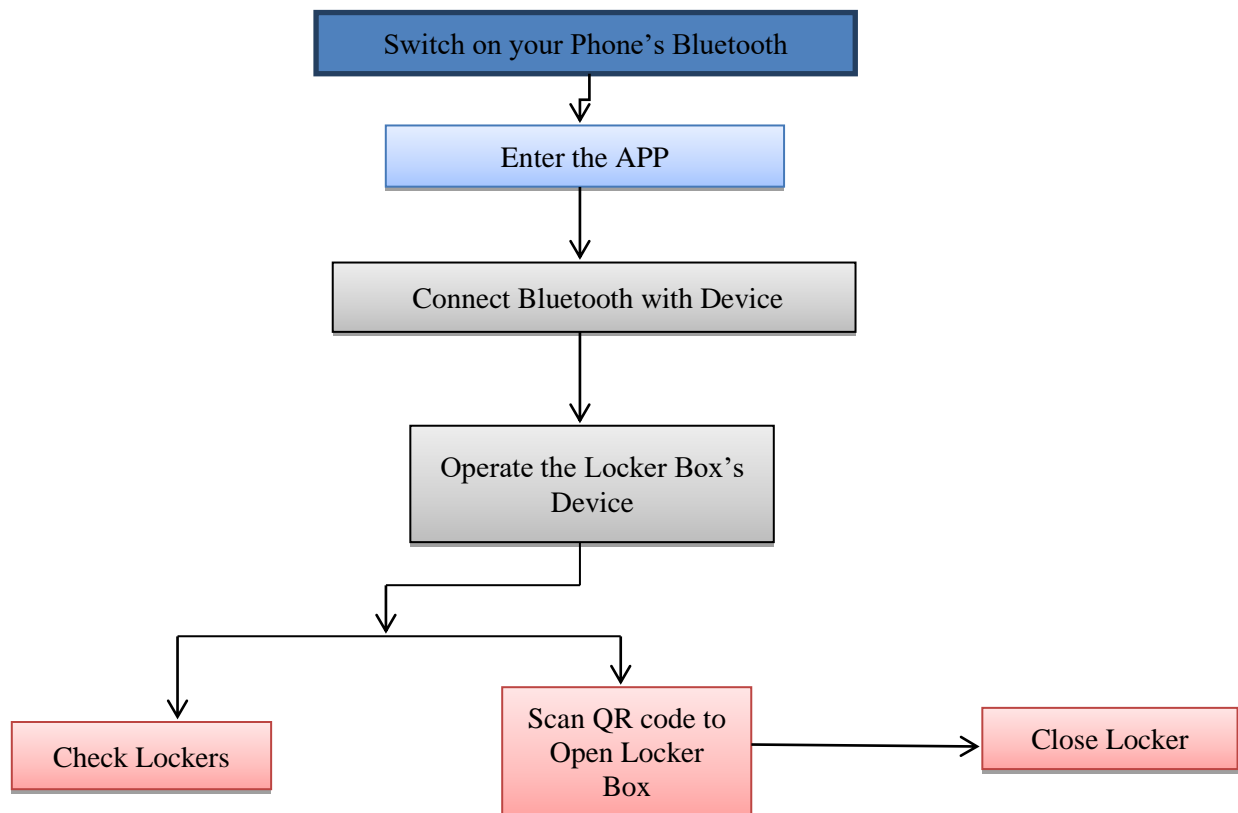 Switch on your Phone’s Bluetooth
Enter the APP
Connect Bluetooth with Device
Operate the Locker Box’s
Device
Check Lockers
Scan QR code to
Open Locker
Box
Close Locker